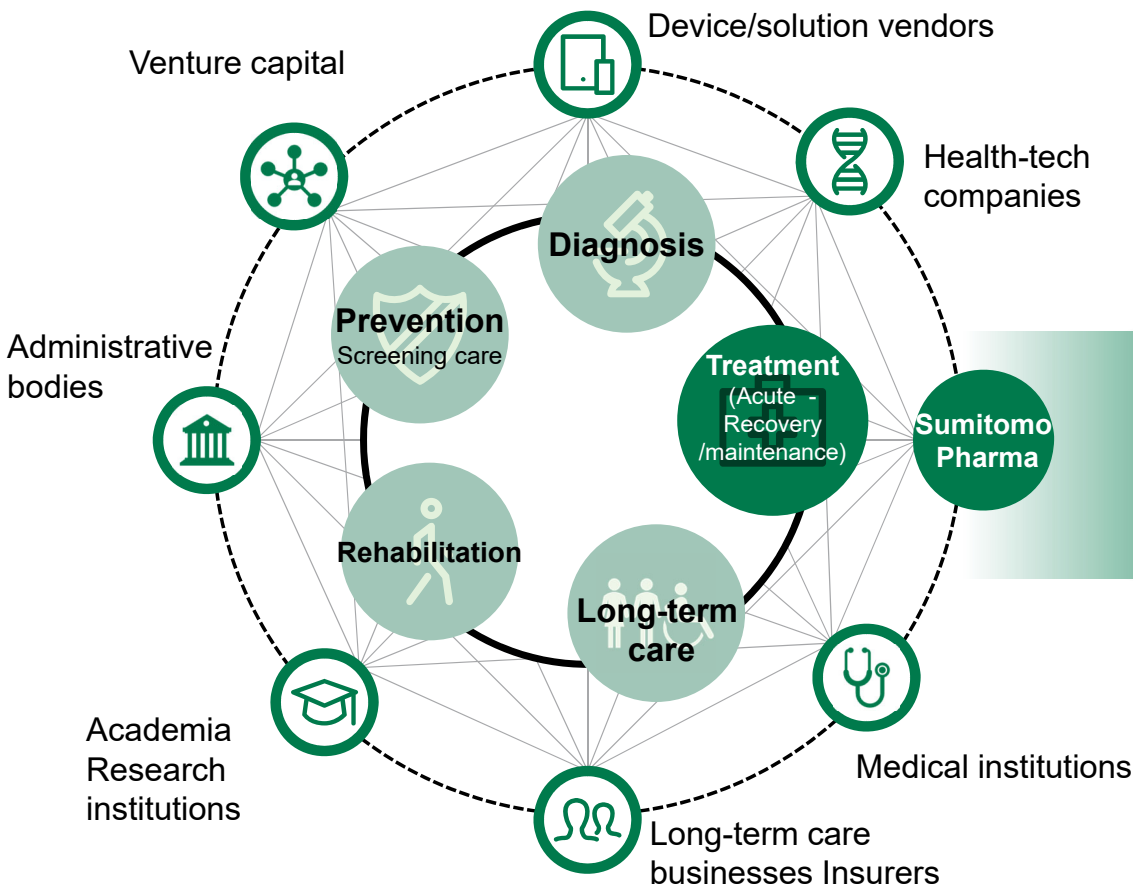 Device/solution vendors
Venture capital
Health-tech
companies
Diagnosis
Prevention
Screening care
Administrative
bodies
Treatment
(Acute -
Recovery
/maintenance)
Sumitomo
Pharma
Rehabilitation
Long-term
care
Academia
Research
institutions
Medical institutions
Long-term care
businesses Insurers